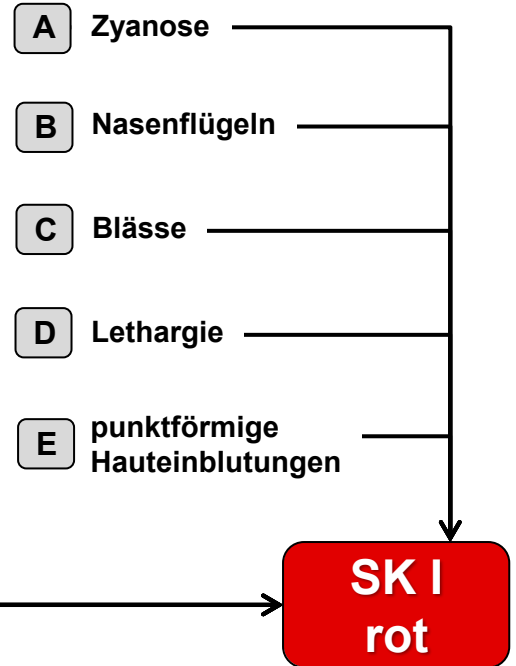 A Zyanose
B Nasenflügeln
C Blässe
D Lethargie
E punktförmige
Hauteinblutungen
SK I
rot